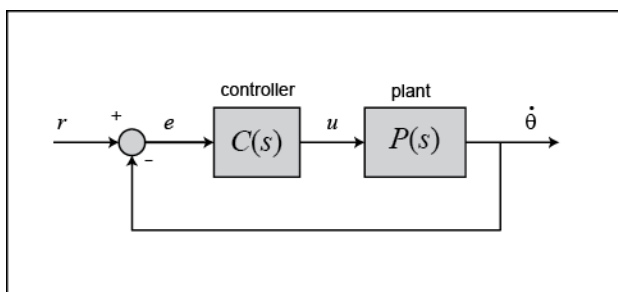 controller plant
+
r e C(s) u P(s) θ̇
−